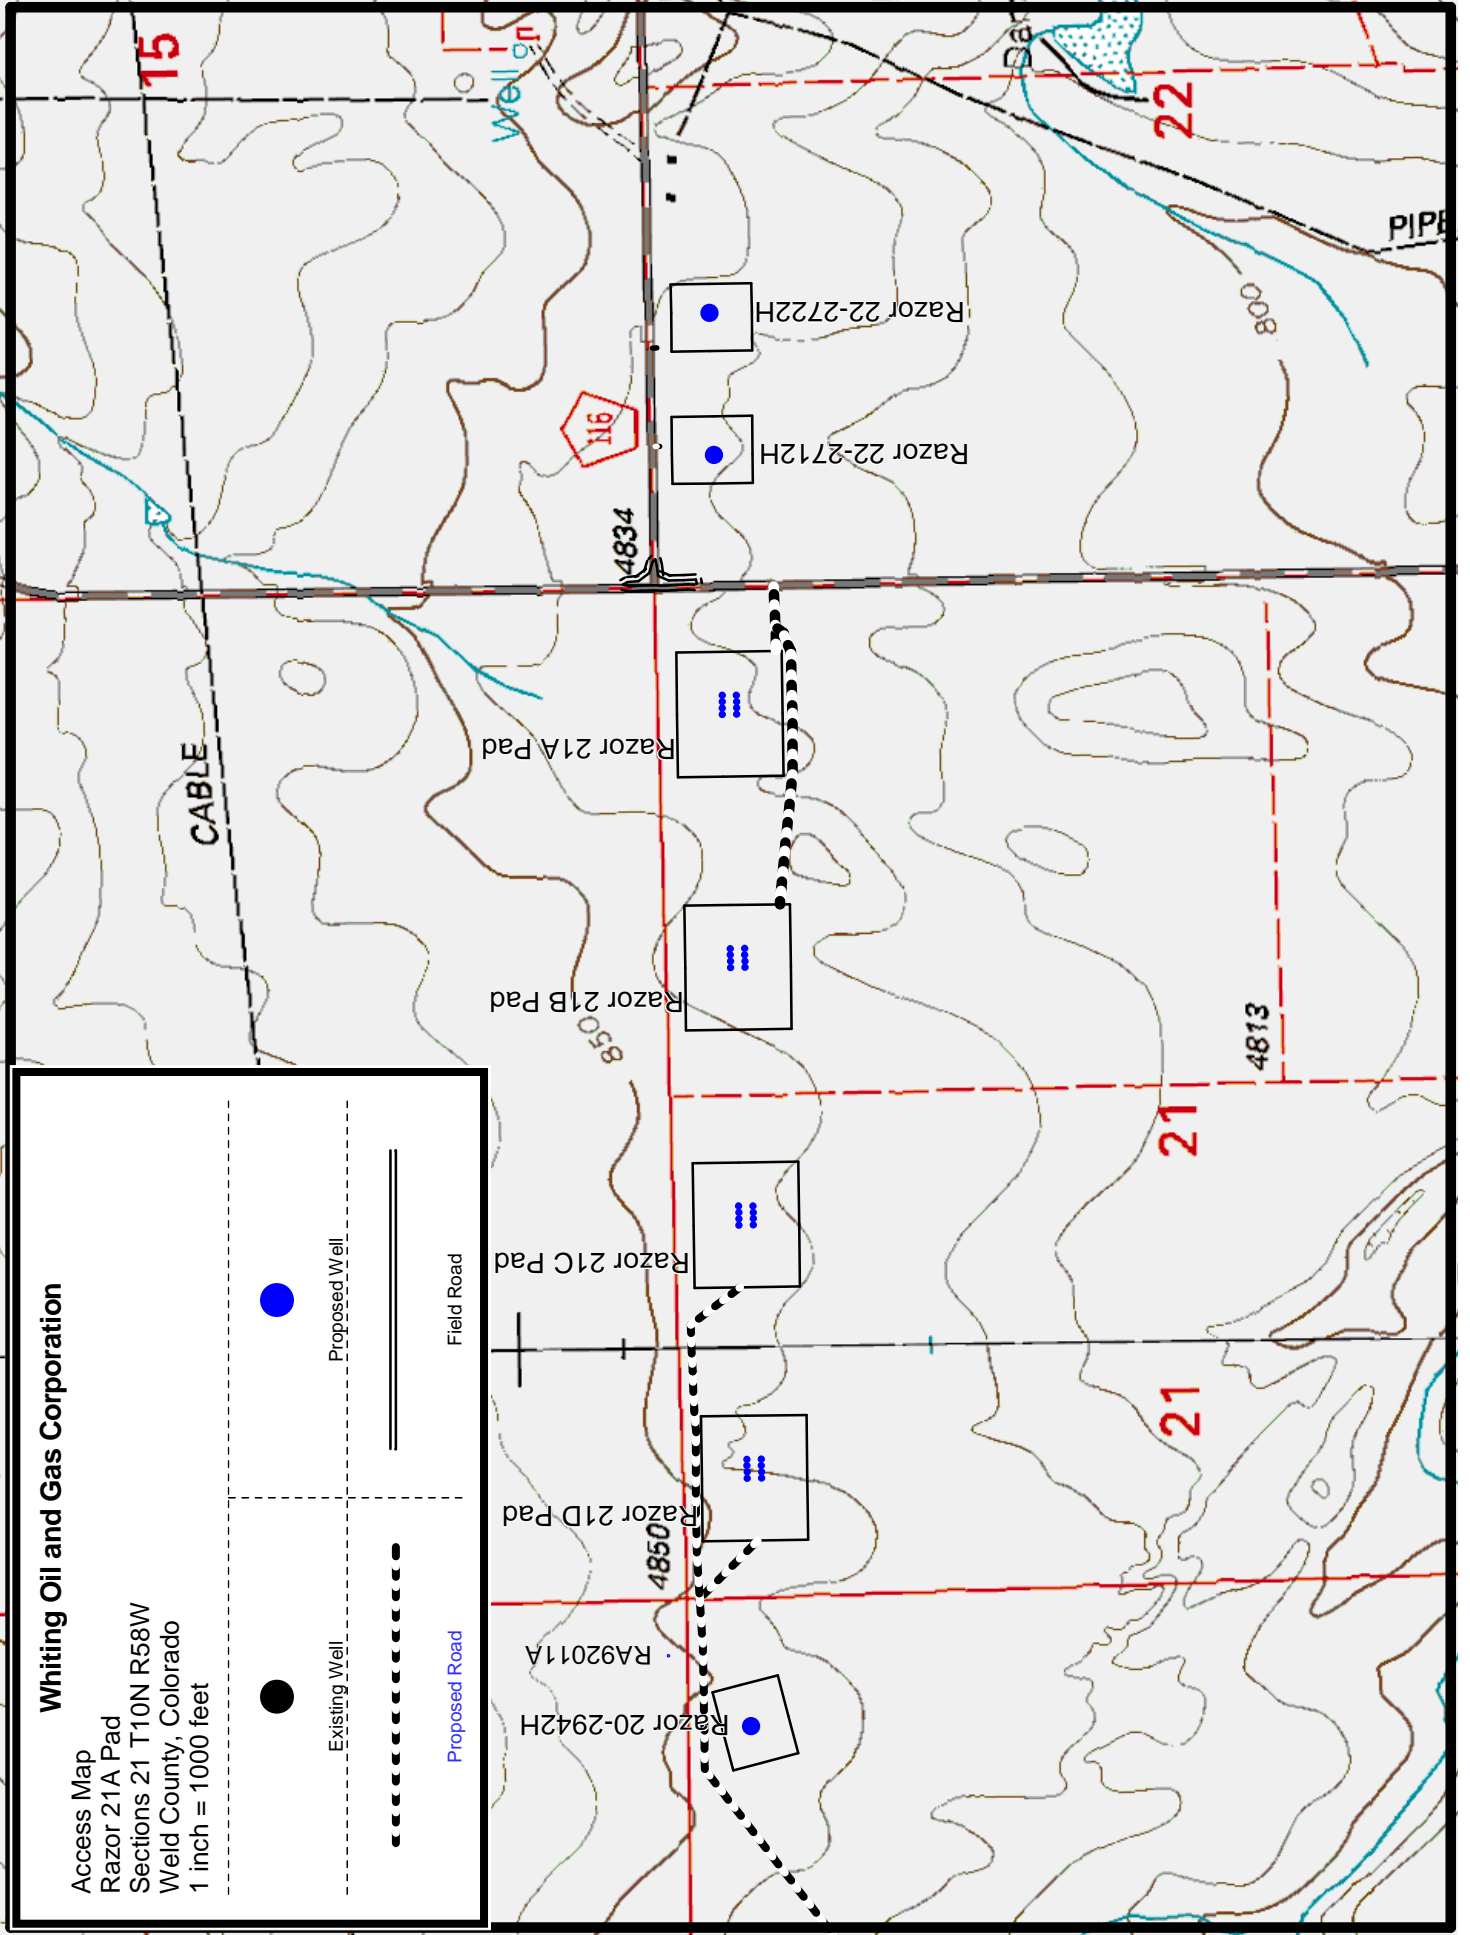 Whiting Oil and Gas Corporation
Access Map
Razor 21A Pad
Sections 21 T10N R58W
Weld County, Colorado
1 inch = 1000 feet
Existing Well
Proposed Well
Proposed Road
Field Road
15
Well
22
PIPE
800
Razor 22-2722H
Razor 22-2712H
4834
CABLE
Razor 21A Pad
Razor 21B Pad
850
4813
21
Razor 21C Pad
21
Razor 21D Pad
4850
RA92011A
Razor 20-2942H